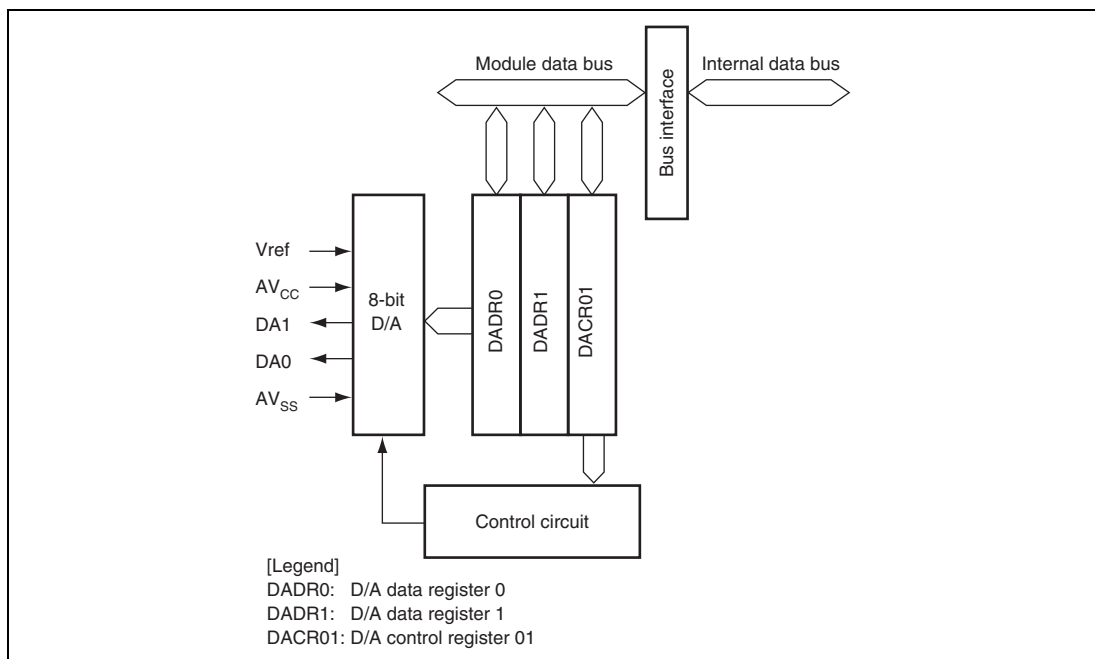 Module data bus
Internal data bus
Bus interface
Vref
AVCC
DA1
DA0
AVSS
8-bit
D/A
DADR0
DADR1
DACR01
Control circuit
[Legend]
DADR0: D/A data register 0
DADR1: D/A data register 1
DACR01: D/A control register 01